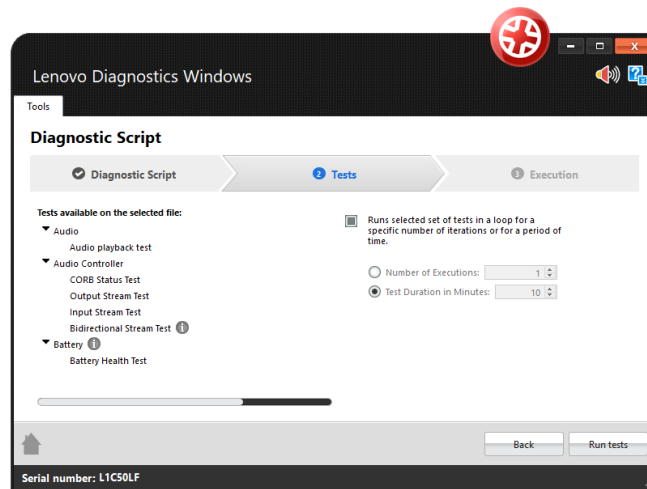 Lenovo Diagnostics Windows
Tools
Diagnostic Script
Diagnostic Script
2 Tests
3 Execution
Tests available on the selected file:
Audio
Audio playback test
Audio Controller
CORB Status Test
Output Stream Test
Input Stream Test
Bidirectional Stream Test
Battery
Battery Health Test
Runs selected set of tests in a loop for a
specific number of iterations or for a period of
time.
Number of Executions: 1
Test Duration in Minutes: 10
Back
Run tests
Serial number: L1C50LF